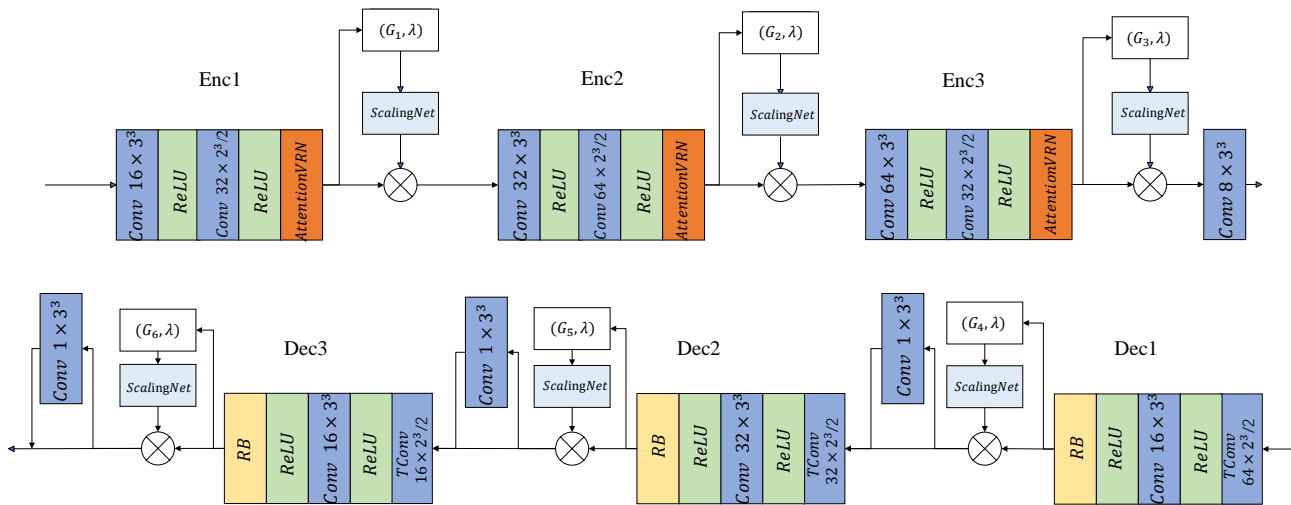 Enc1
Conv 16 × 3³
ReLU
Conv 32 × 2³/2
ReLU
AttentionVRN
(G₁, λ)
ScalingNet
Enc2
Conv 32 × 3³
ReLU
Conv 64 × 2³/2
ReLU
AttentionVRN
(G₂, λ)
ScalingNet
Enc3
Conv 64 × 3³
ReLU
Conv 32 × 2³/2
ReLU
AttentionVRN
(G₃, λ)
ScalingNet
Conv 8 × 3³
Conv 1 × 3³
(G₆, λ)
ScalingNet
Dec3
RB
ReLU
Conv 16 × 3³
ReLU
TConv
16 × 2³/2
Conv 1 × 3³
(G₅, λ)
ScalingNet
Dec2
RB
ReLU
Conv 32 × 3³
ReLU
TConv
32 × 2³/2
Conv 1 × 3³
(G₄, λ)
ScalingNet
Dec1
RB
ReLU
Conv 16 × 3³
ReLU
TConv
64 × 2³/2